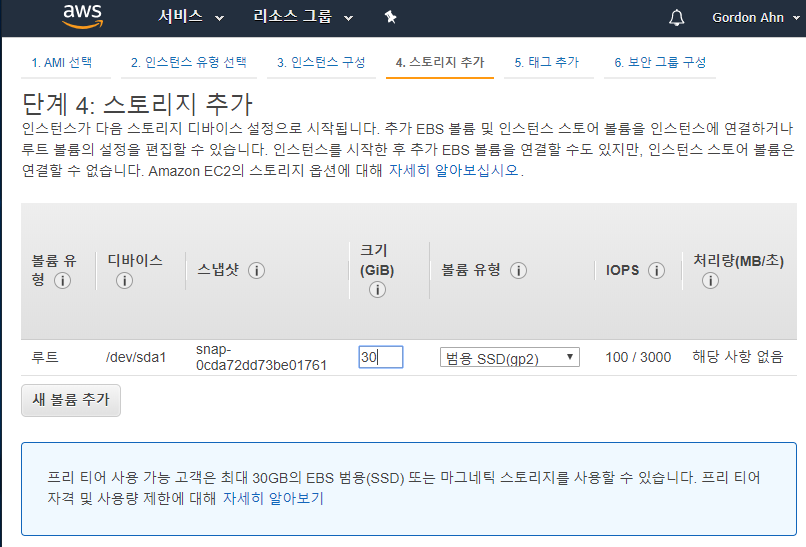 aws 서비스 리소스 그룹 Gordon Ahn
1. AMI 선택 2. 인스턴스 유형 선택 3. 인스턴스 구성 4. 스토리지 추가 5. 태그 추가 6. 보안 그룹 구성
단계 4: 스토리지 추가
인스턴스가 다음 스토리지 디바이스 설정으로 시작됩니다. 추가 EBS 볼륨 및 인스턴스 스토어 볼륨을 인스턴스에 연결하거나
루트 볼륨의 설정을 편집할 수 있습니다. 인스턴스를 시작한 후 추가 EBS 볼륨을 연결할 수도 있지만, 인스턴스 스토어 볼륨은
연결할 수 없습니다. Amazon EC2의 스토리지 옵션에 대해 자세히 알아보십시오.
볼륨 유
형
디바이스
스냅샷
크기
(GiB)
볼륨 유형
IOPS
처리량(MB/초)
루트
/dev/sda1
snap-
0cda72dd73be01761
30
범용 SSD(gp2)
100 / 3000
해당 사항 없음
새 볼륨 추가
프리 티어 사용 가능 고객은 최대 30GB의 EBS 범용(SSD) 또는 마그네틱 스토리지를 사용할 수 있습니다. 프리 티어
자격 및 사용량 제한에 대해 자세히 알아보기